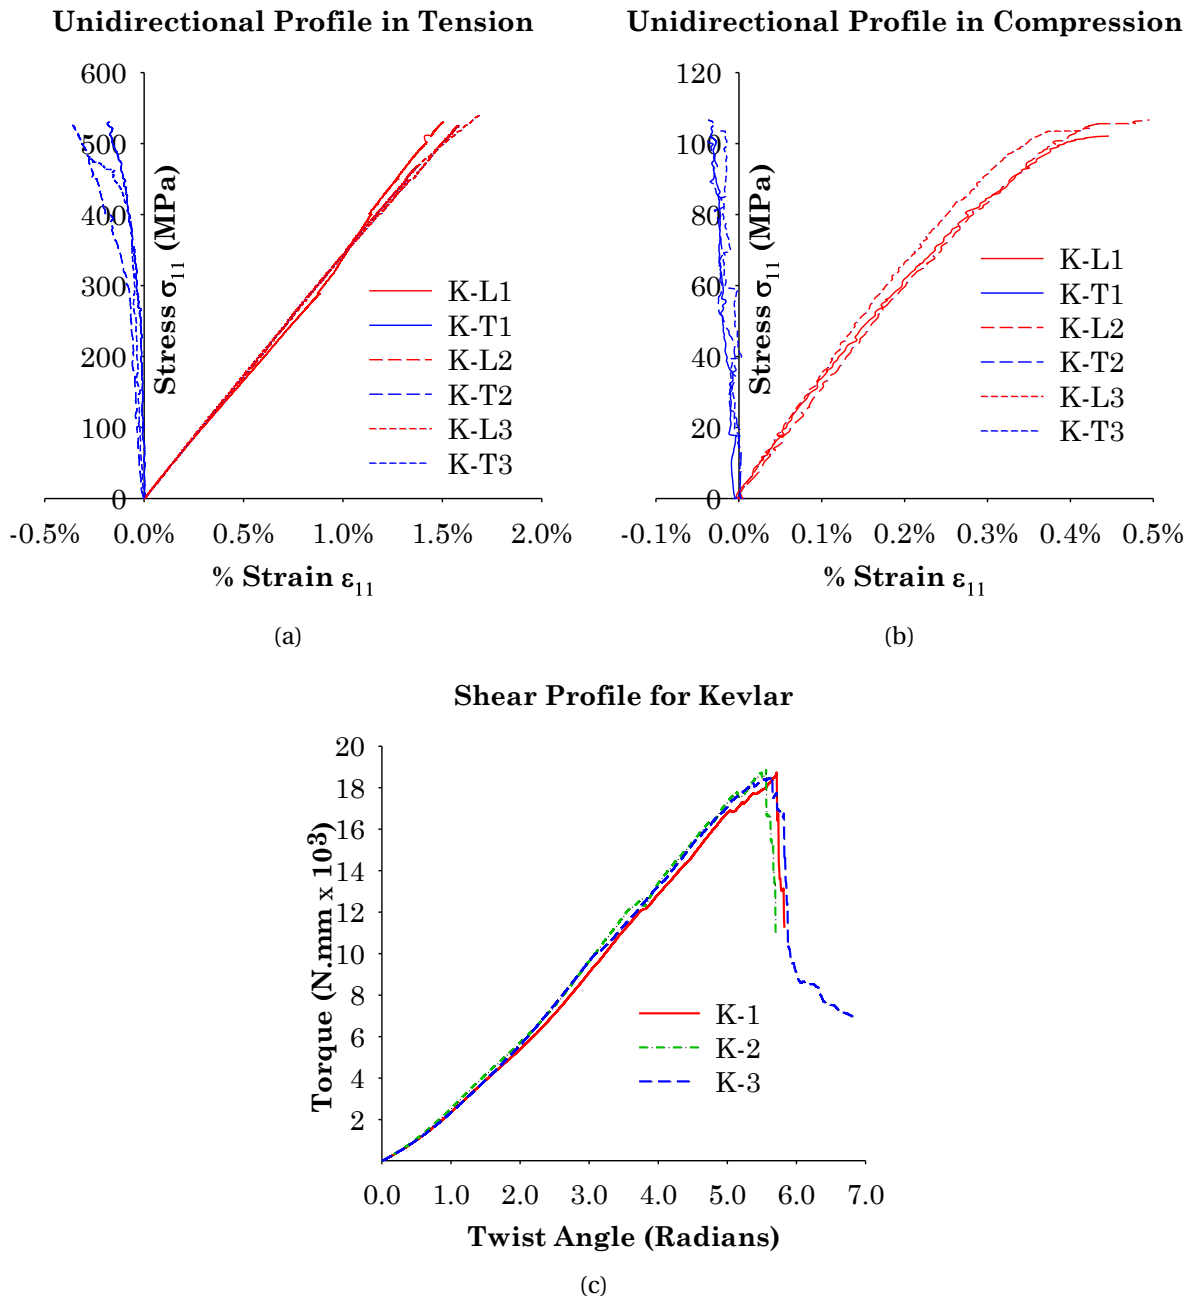 Unidirectional Profile in Tension
600
500
400
300
200
100
0
Stress σ11 (MPa)
K-L1
K-T1
K-L2
K-T2
K-L3
K-T3
-0.5% 0.0% 0.5% 1.0% 1.5% 2.0%
% Strain ε11
(a)
Unidirectional Profile in Compression
120
100
80
60
40
20
0
Stress σ11 (MPa)
K-L1
K-T1
K-L2
K-T2
K-L3
K-T3
-0.1% 0.0% 0.1% 0.2% 0.3% 0.4% 0.5%
% Strain ε11
(b)
Shear Profile for Kevlar
20
18
16
14
12
10
8
6
4
2
Torque (N.mm x 10³)
K-1
K-2
K-3
0.0 1.0 2.0 3.0 4.0 5.0 6.0 7.0
Twist Angle (Radians)
(c)